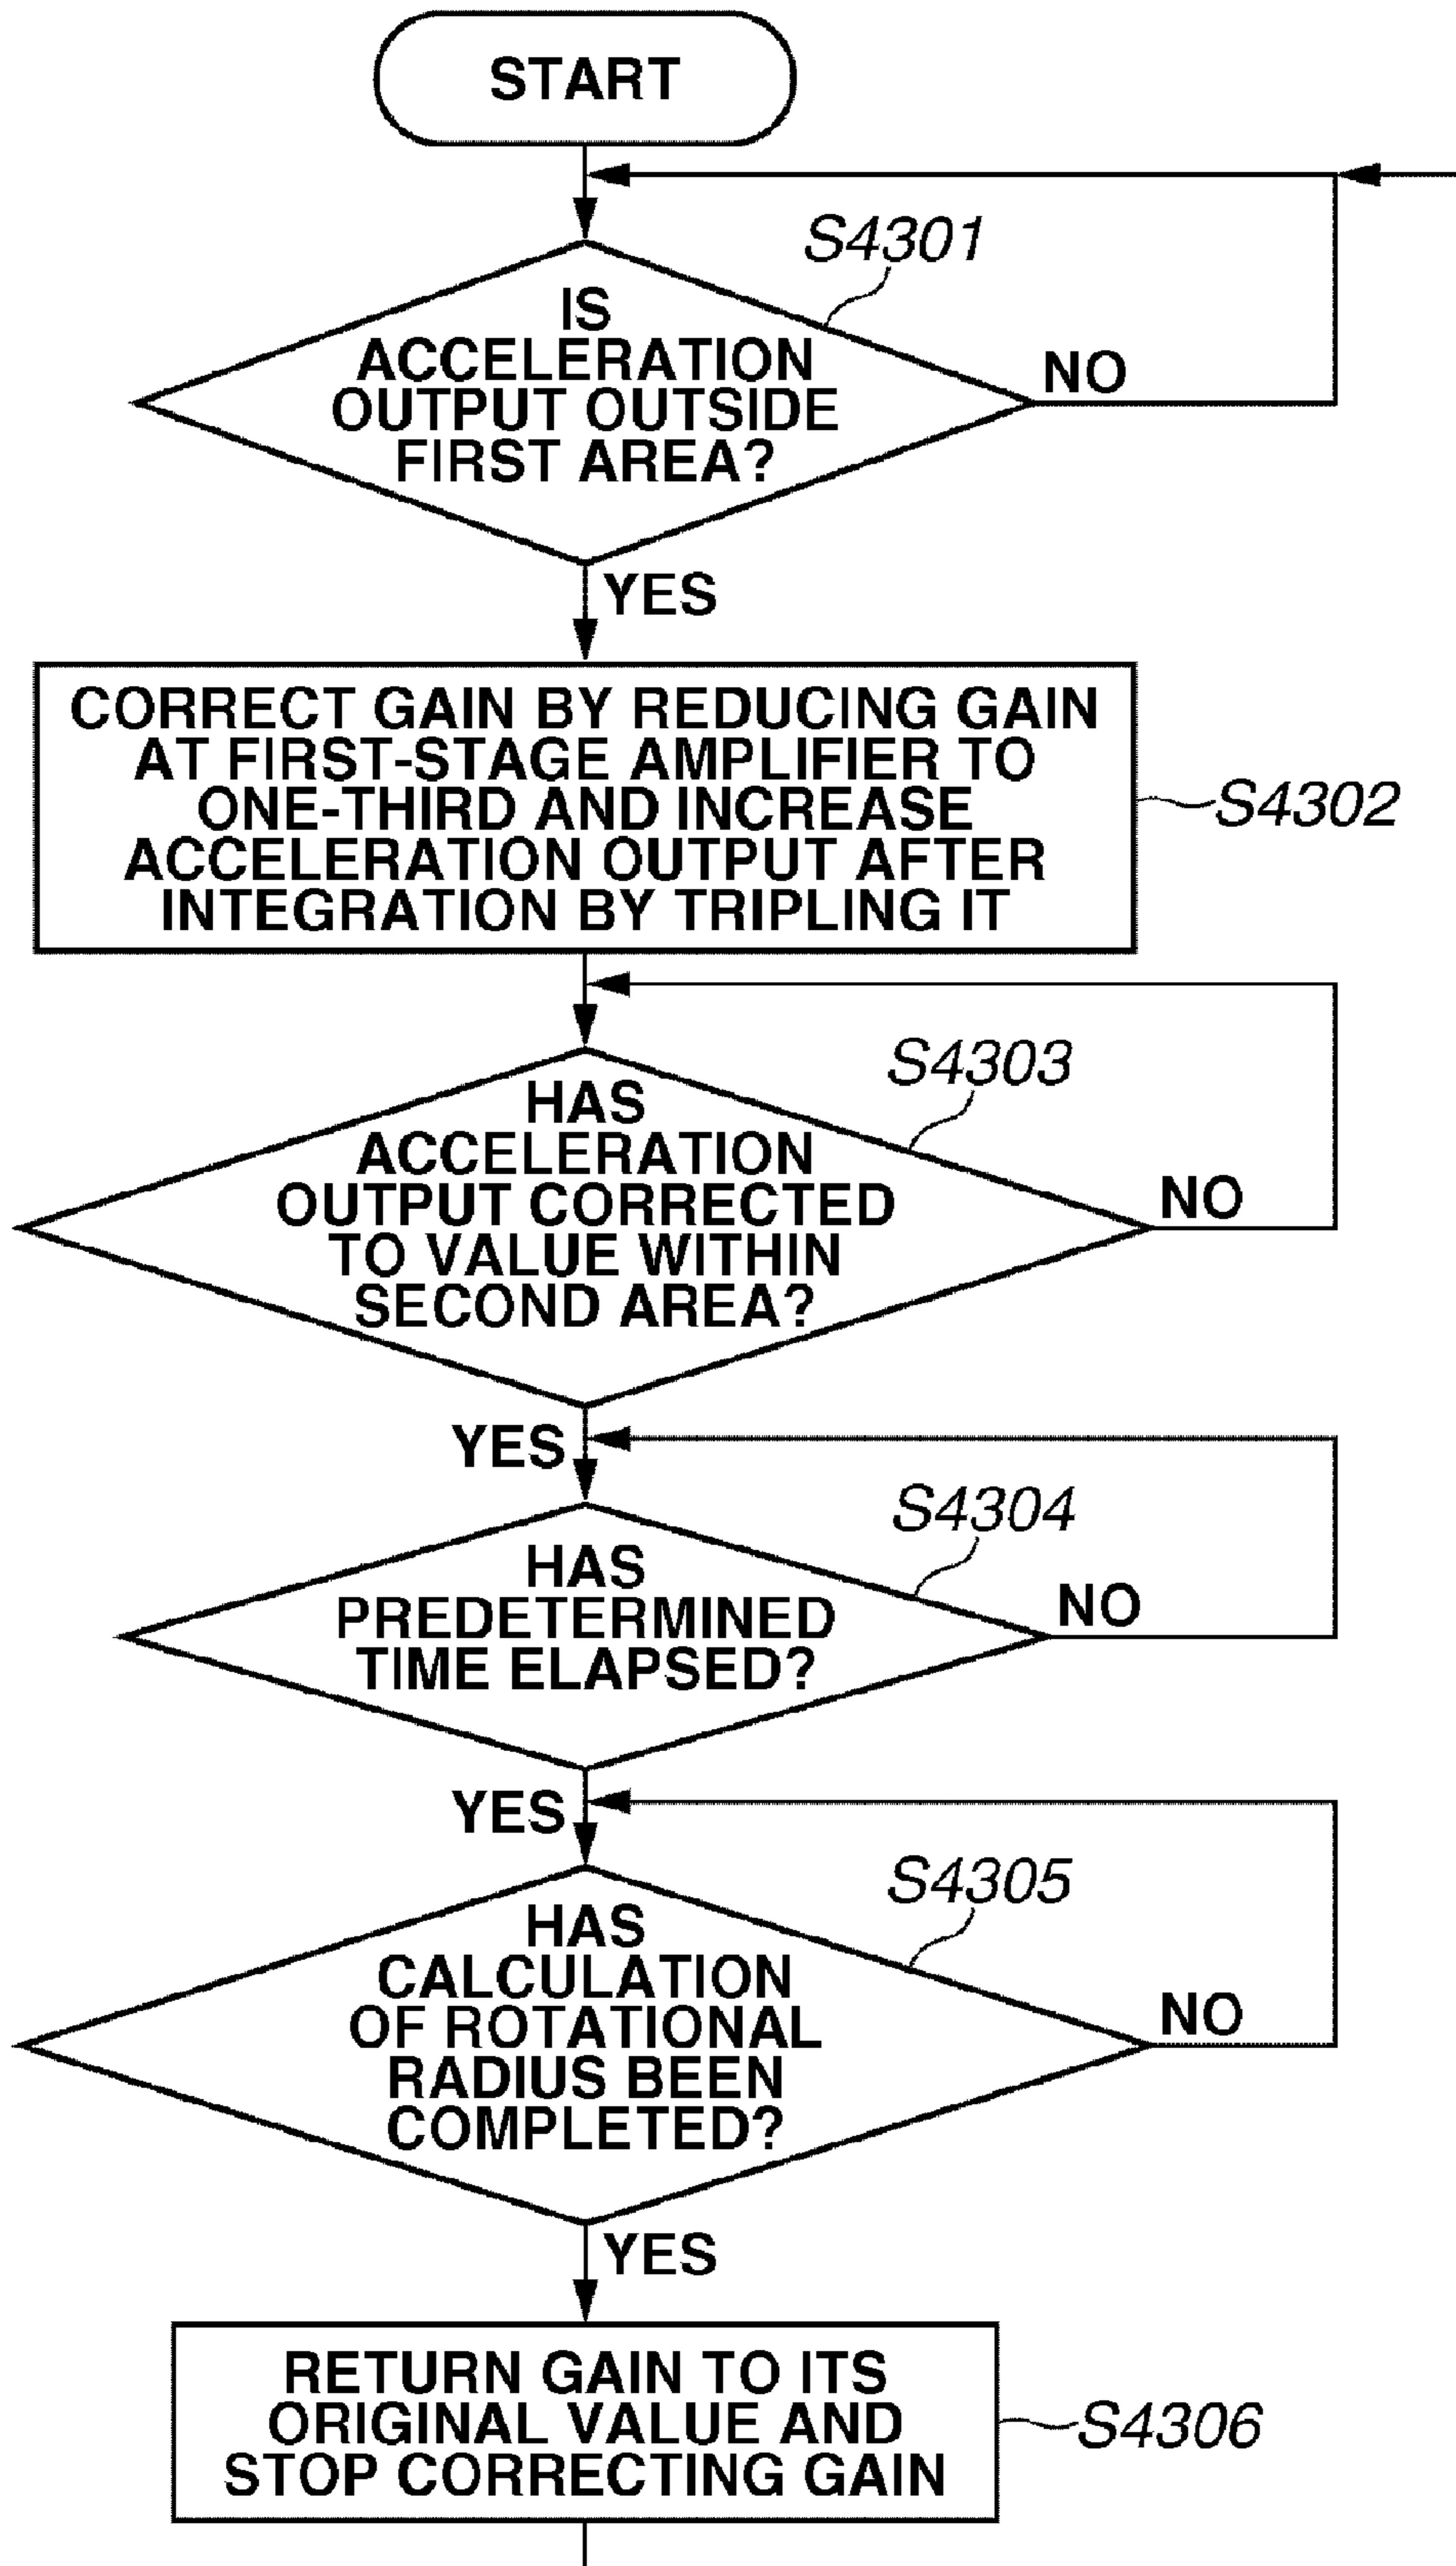 START
S4301
IS
ACCELERATION
OUTPUT OUTSIDE
FIRST AREA?
NO
YES
CORRECT GAIN BY REDUCING GAIN
AT FIRST-STAGE AMPLIFIER TO
ONE-THIRD AND INCREASE
ACCELERATION OUTPUT AFTER
INTEGRATION BY TRIPLING IT
S4302
S4303
HAS
ACCELERATION
OUTPUT CORRECTED
TO VALUE WITHIN
SECOND AREA?
NO
YES
S4304
HAS
PREDETERMINED
TIME ELAPSED?
NO
YES
S4305
HAS
CALCULATION
OF ROTATIONAL
RADIUS BEEN
COMPLETED?
NO
YES
RETURN GAIN TO ITS
ORIGINAL VALUE AND
STOP CORRECTING GAIN
S4306